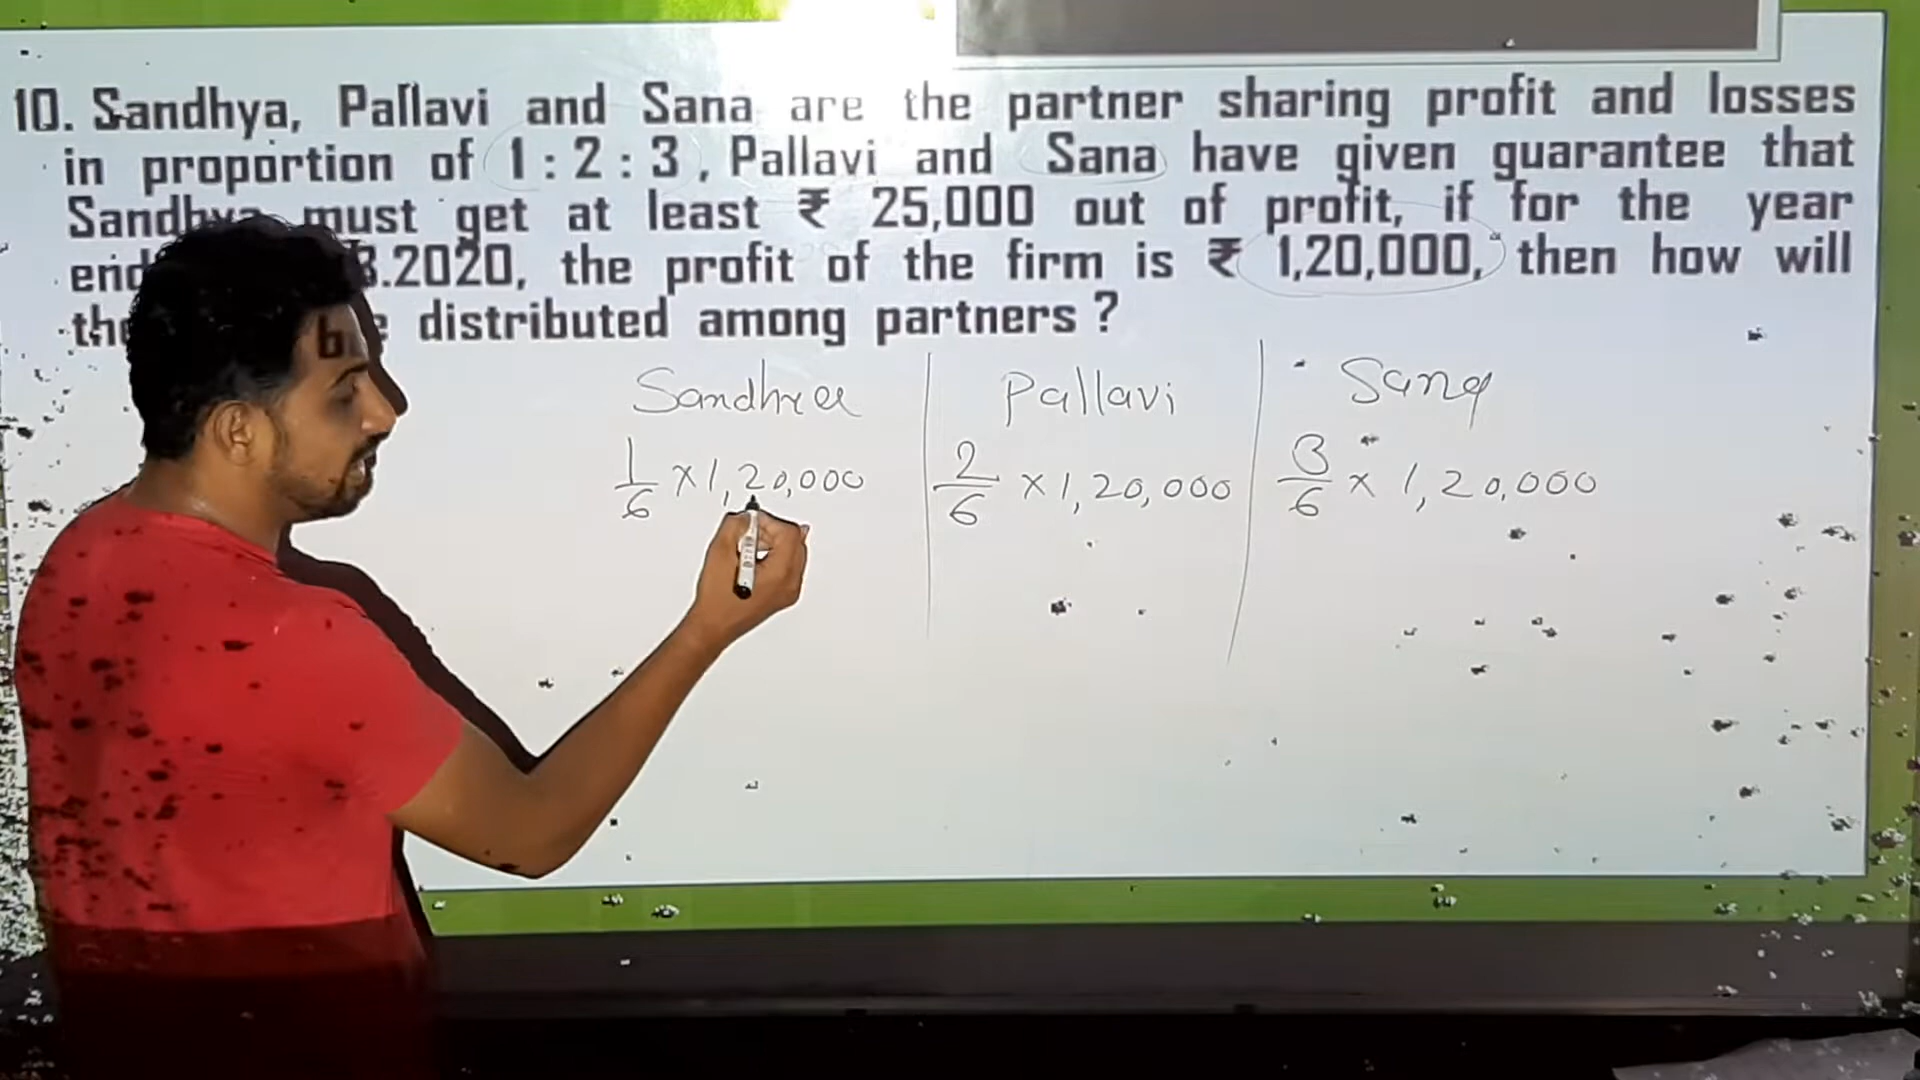 10. Sandhya, Pallavi and Sana are the partner sharing profit and losses
in proportion of 1 : 2 : 3, Pallavi and Sana have given guarantee that
Sandhya must get at least ₹ 25,000 out of profit, if for the year
3.2020, the profit of the firm is ₹ 1,20,000, then how will
distributed among partners ?
Pallavi Sana
1/6 × 1,20,000 2/6 × 1,20,000 3/6 × 1,20,000